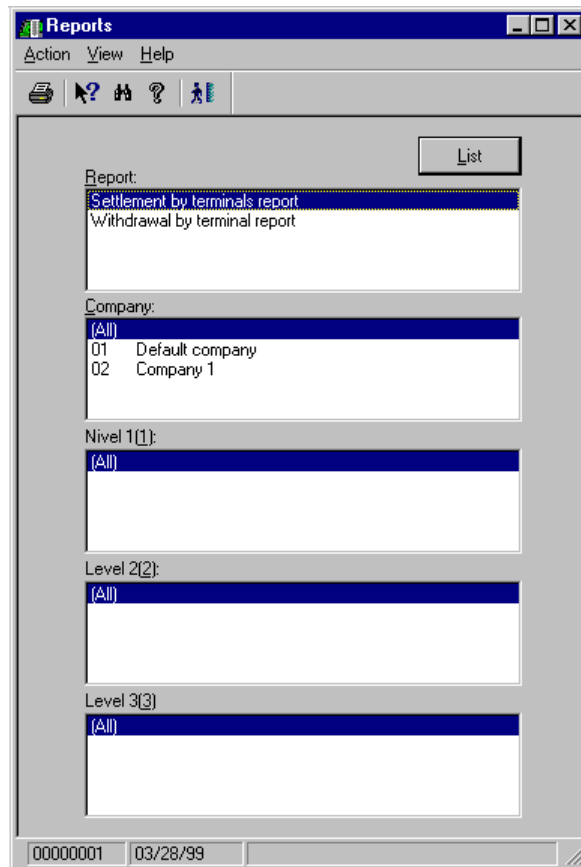 Reports
Action View Help
List
Report:
Settlement by terminals report
Withdrawal by terminal report
Company:
(All)
01 Default company
02 Company 1
Nivel 1(1):
(All)
Level 2(2):
(All)
Level 3(3)
(All)
00000001 03/28/99